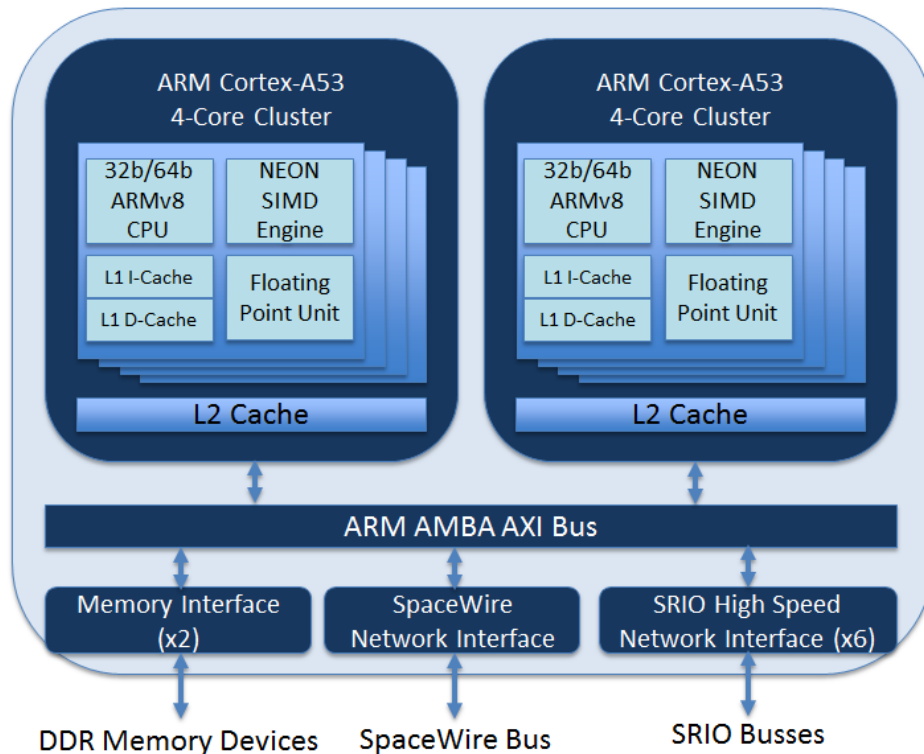 ARM Cortex-A53
4-Core Cluster
32b/64b
ARMv8
CPU
NEON
SIMD
Engine
L1 I-Cache
L1 D-Cache
Floating
Point Unit
L2 Cache
ARM Cortex-A53
4-Core Cluster
32b/64b
ARMv8
CPU
NEON
SIMD
Engine
L1 I-Cache
L1 D-Cache
Floating
Point Unit
L2 Cache
ARM AMBA AXI Bus
Memory Interface
(x2)
SpaceWire
Network Interface
SRIO High Speed
Network Interface (x6)
DDR Memory Devices
SpaceWire Bus
SRIO Busses